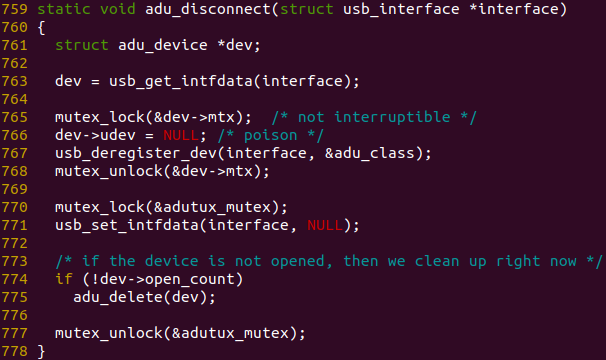 759 static void adu_disconnect(struct usb_interface *interface)
760 {
761   struct adu_device *dev;
762
763   dev = usb_get_intfdata(interface);
764
765   mutex_lock(&dev->mtx);  /* not interruptible */
766   dev->udev = NULL; /* poison */
767   usb_deregister_dev(interface, &adu_class);
768   mutex_unlock(&dev->mtx);
769
770   mutex_lock(&adutux_mutex);
771   usb_set_intfdata(interface, NULL);
772
773   /* if the device is not opened, then we clean up right now */
774   if (!dev->open_count)
775     adu_delete(dev);
776
777   mutex_unlock(&adutux_mutex);
778 }